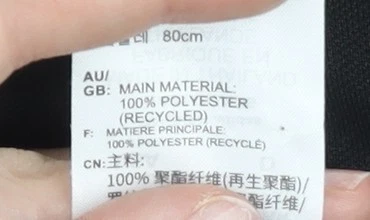 80cm
AU/
GB: MAIN MATERIAL:
100% POLYESTER
(RECYCLED)
F: MATIERE PRINCIPALE:
100% POLYESTER (RECYCLÉ)
CN: 主料:
100% 聚酯纤维(再生聚酯)/